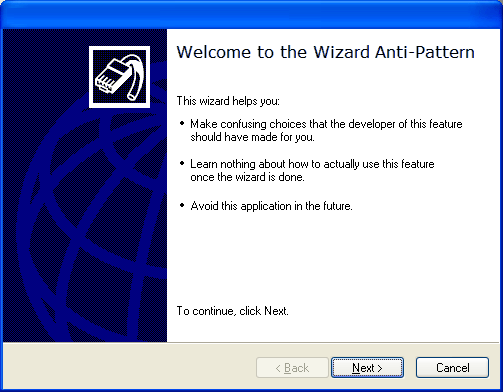 Welcome to the Wizard Anti-Pattern
This wizard helps you:
• Make confusing choices that the developer of this feature
should have made for you.
• Learn nothing about how to actually use this feature
once the wizard is done.
• Avoid this application in the future.
To continue, click Next.
< Back Next > Cancel